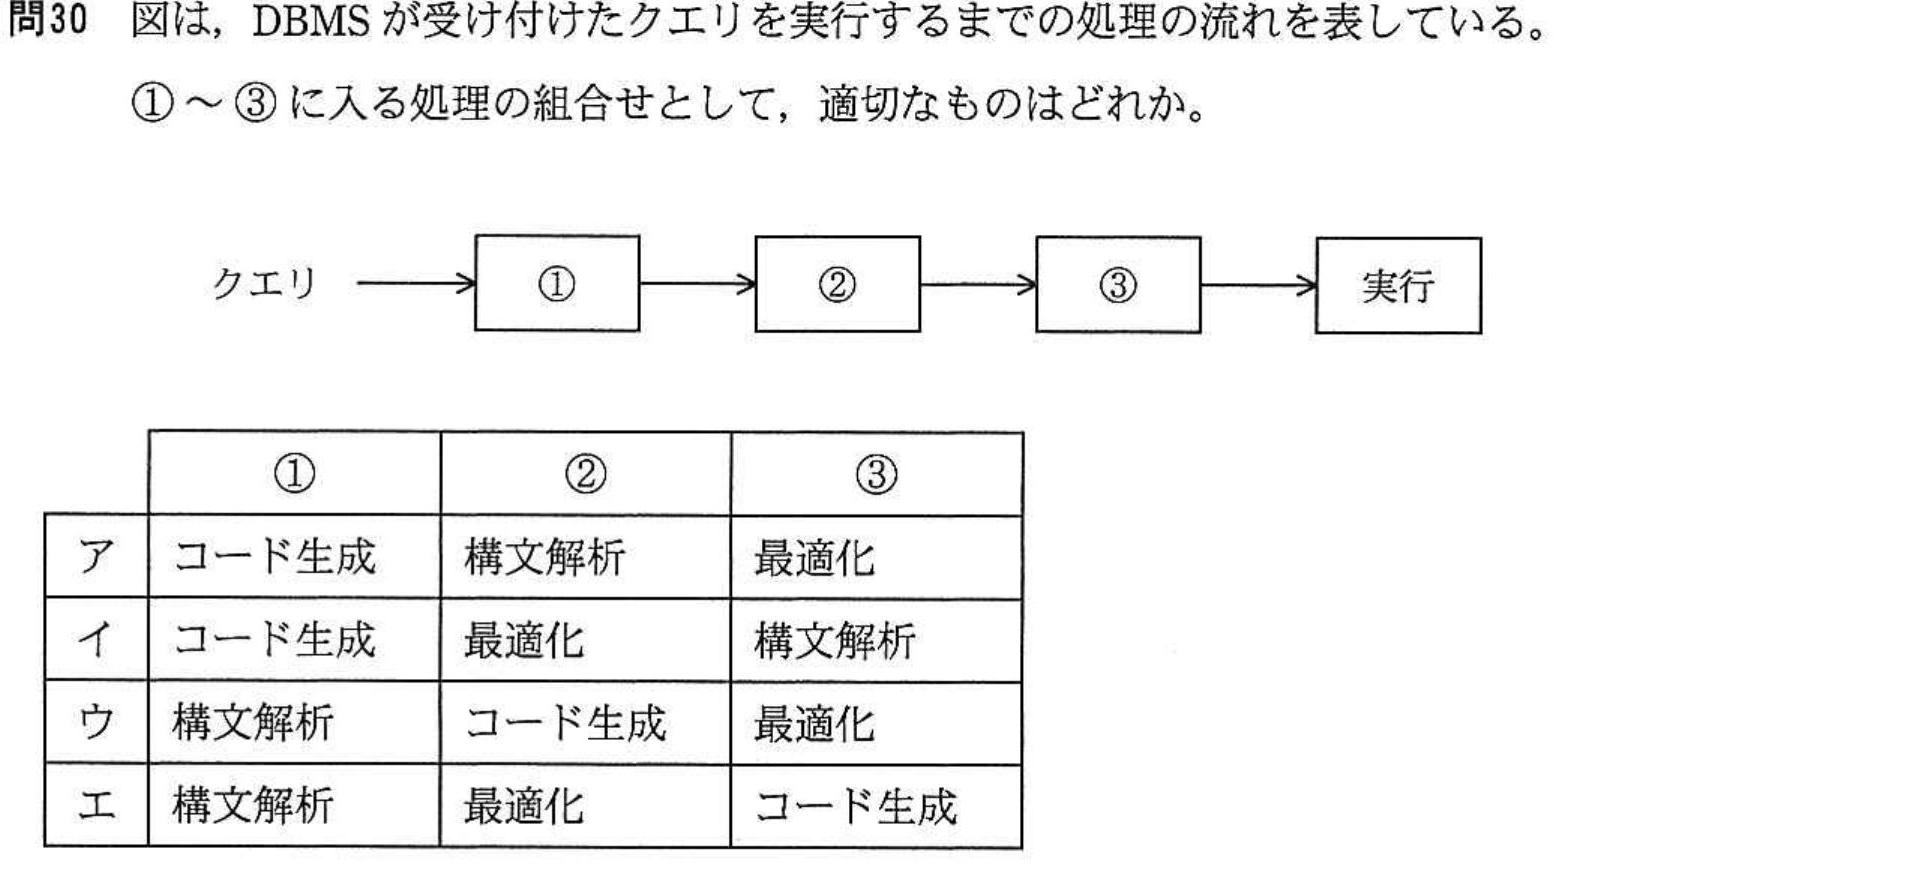 問30 図は，DBMSが受け付けたクエリを実行するまでの処理の流れを表している。
①～③に入る処理の組合せとして，適切なものはどれか。
クエリ ① ② ③ 実行
① ② ③
ア コード生成 構文解析 最適化
イ コード生成 最適化 構文解析
ウ 構文解析 コード生成 最適化
エ 構文解析 最適化 コード生成